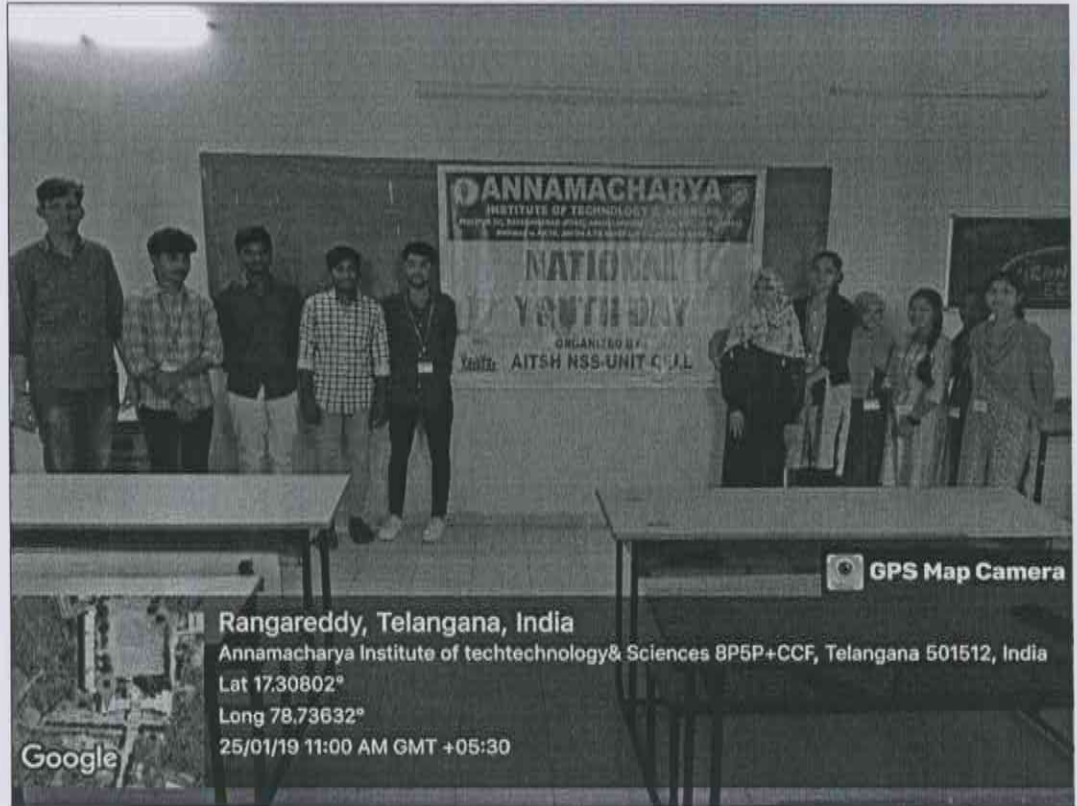 ANNAMACHARYA
INSTITUTE OF TECHNOLOGY & SCIENCES
NATIONAL
YOUTH DAY
ORGANIZED BY
AITSH NSS-UNIT CELL
GPS Map Camera
Rangareddy, Telangana, India
Annamacharya Institute of techtechnology& Sciences 8P5P+CCF, Telangana 501512, India
Lat 17.30802°
Long 78.73632°
25/01/19 11:00 AM GMT +05:30
Google